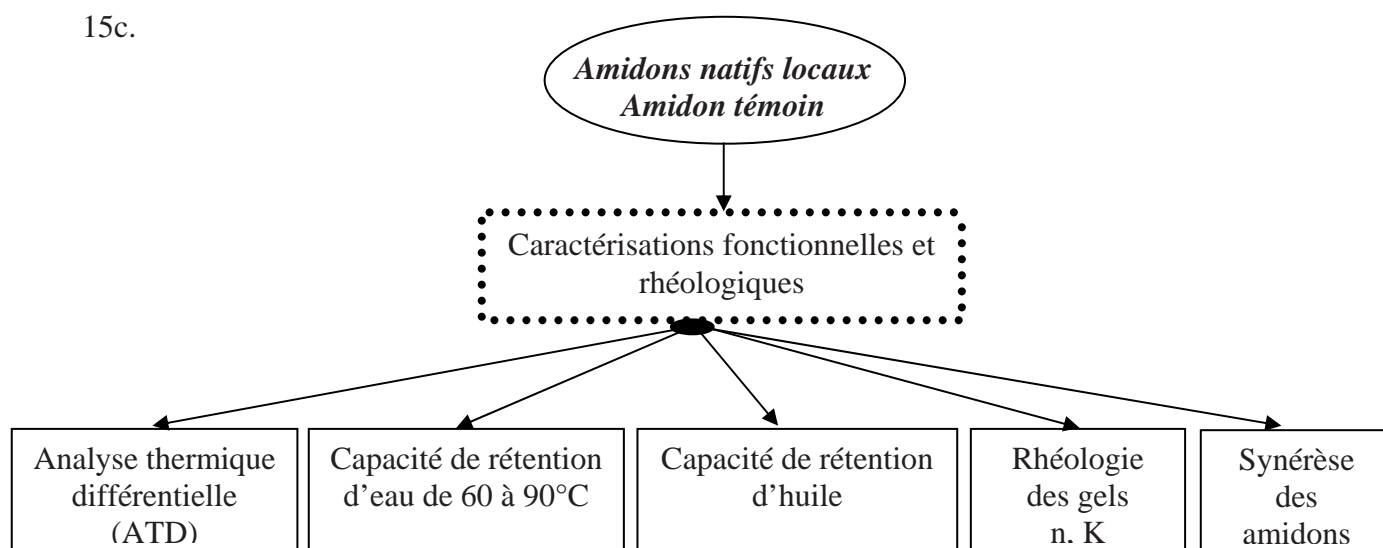 15c.
Amidons natifs locaux
Amidon témoin
Caractérisations fonctionnelles et
rhéologiques
Analyse thermique
différentielle
(ATD)
Capacité de rétention
d’eau de 60 à 90°C
Capacité de rétention
d’huile
Rhéologie
des gels
n, K
Synérèse
des
amidons